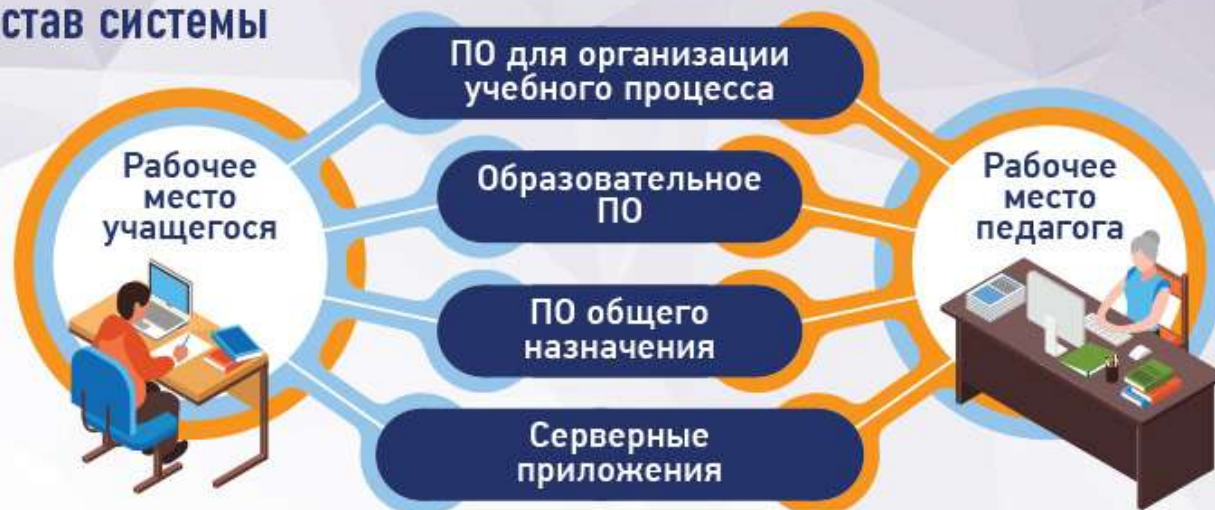 став системы
ПО для организации
учебного процесса
Рабочее
место
учащегося
Образовательное
ПО
Рабочее
место
педагога
ПО общего
назначения
Серверные
приложения